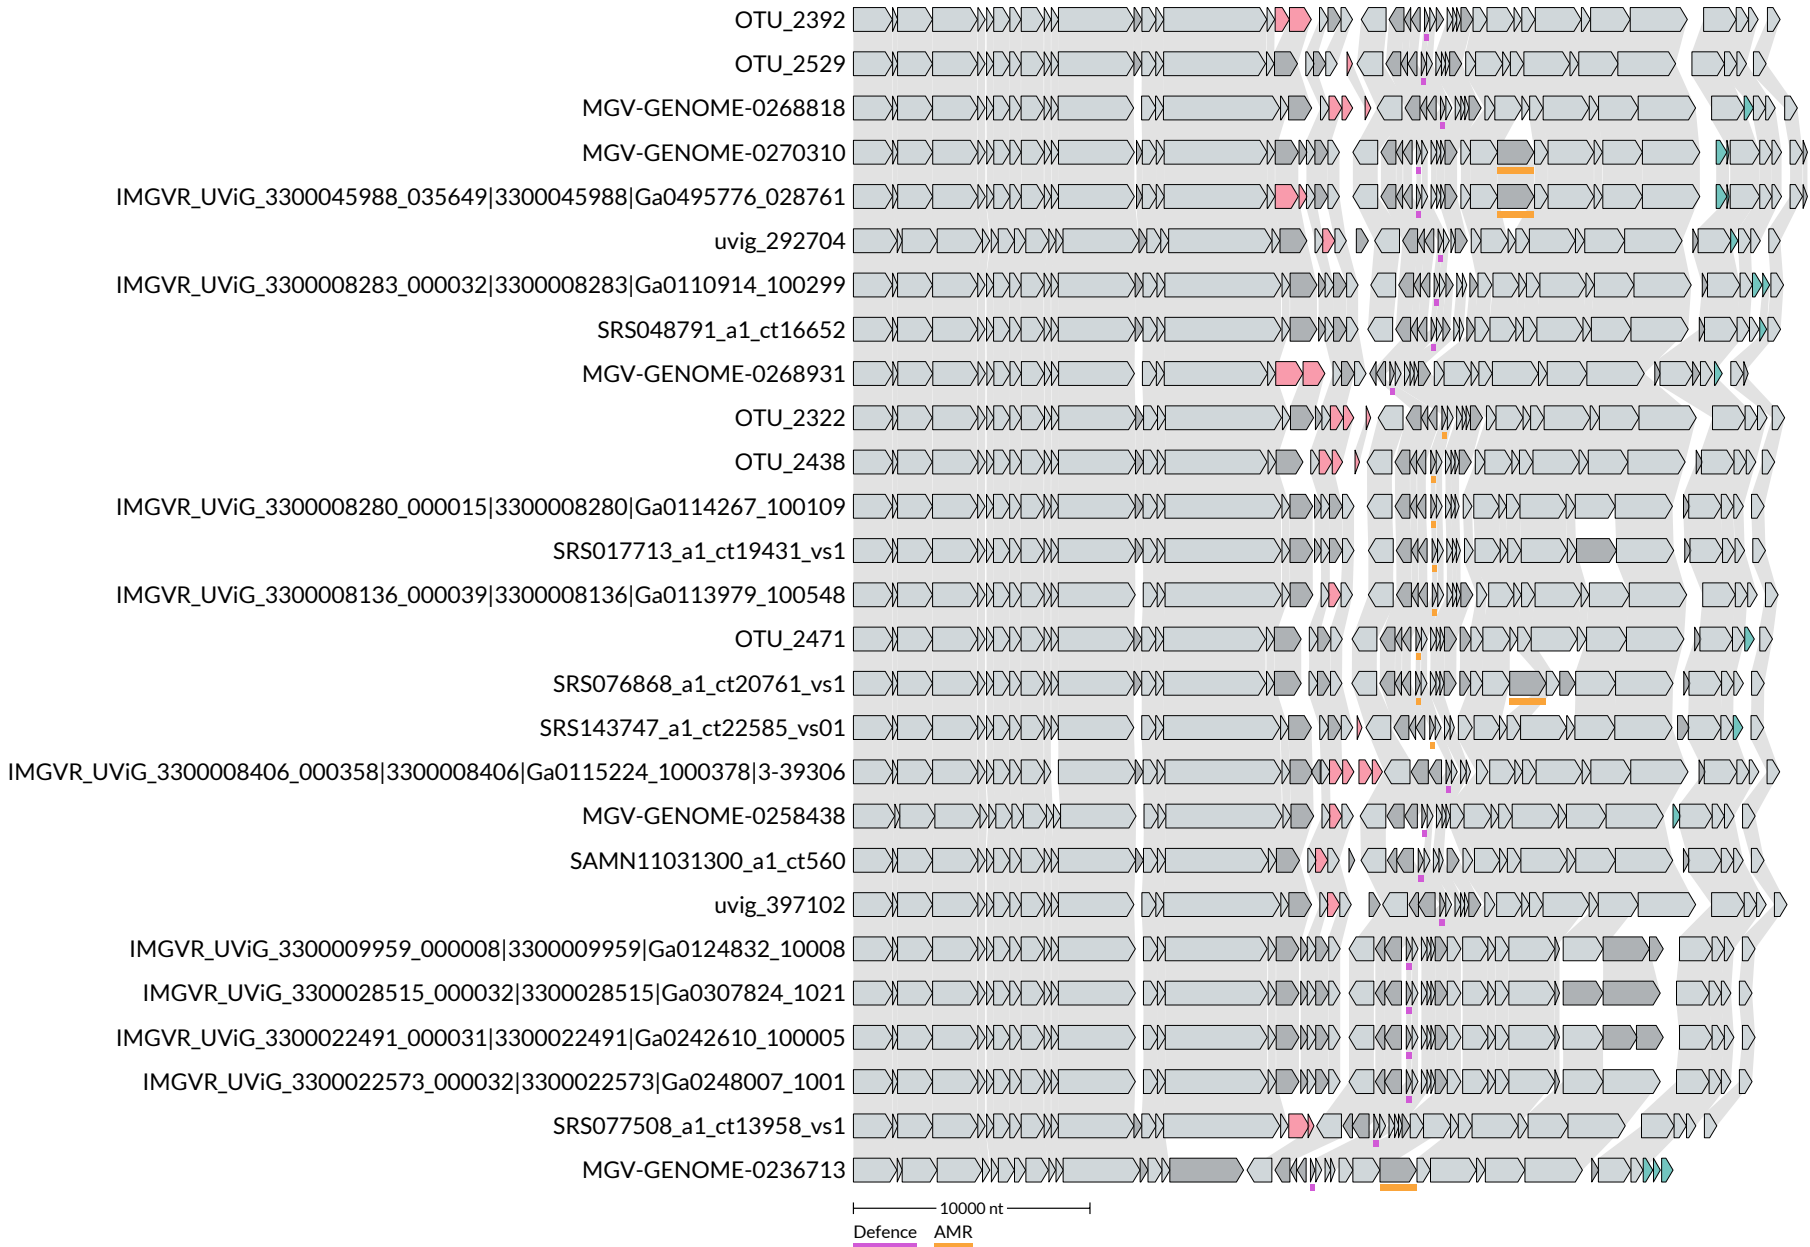 OTU_2392
OTU_2529
MGV-GENOME-0268818
MGV-GENOME-0270310
IMGVR_UViG_3300045988_035649|3300045988|Ga0495776_028761
uvig_292704
IMGVR_UViG_3300008283_000032|3300008283|Ga0110914_100299
SRS048791_a1_ct16652
MGV-GENOME-0268931
OTU_2322
OTU_2438
IMGVR_UViG_3300008280_000015|3300008280|Ga0114267_100109
SRS017713_a1_ct19431_vs1
IMGVR_UViG_3300008136_000039|3300008136|Ga0113979_100548
OTU_2471
SRS076868_a1_ct20761_vs1
SRS143747_a1_ct22585_vs01
IMGVR_UViG_3300008406_000358|3300008406|Ga0115224_1000378|3-39306
MGV-GENOME-0258438
SAMN11031300_a1_ct560
uvig_397102
IMGVR_UViG_3300009959_000008|3300009959|Ga0124832_10008
IMGVR_UViG_3300028515_000032|3300028515|Ga0307824_1021
IMGVR_UViG_3300022491_000031|3300022491|Ga0242610_100005
IMGVR_UViG_3300022573_000032|3300022573|Ga0248007_1001
SRS077508_a1_ct13958_vs1
MGV-GENOME-0236713
10000 nt
Defence AMR